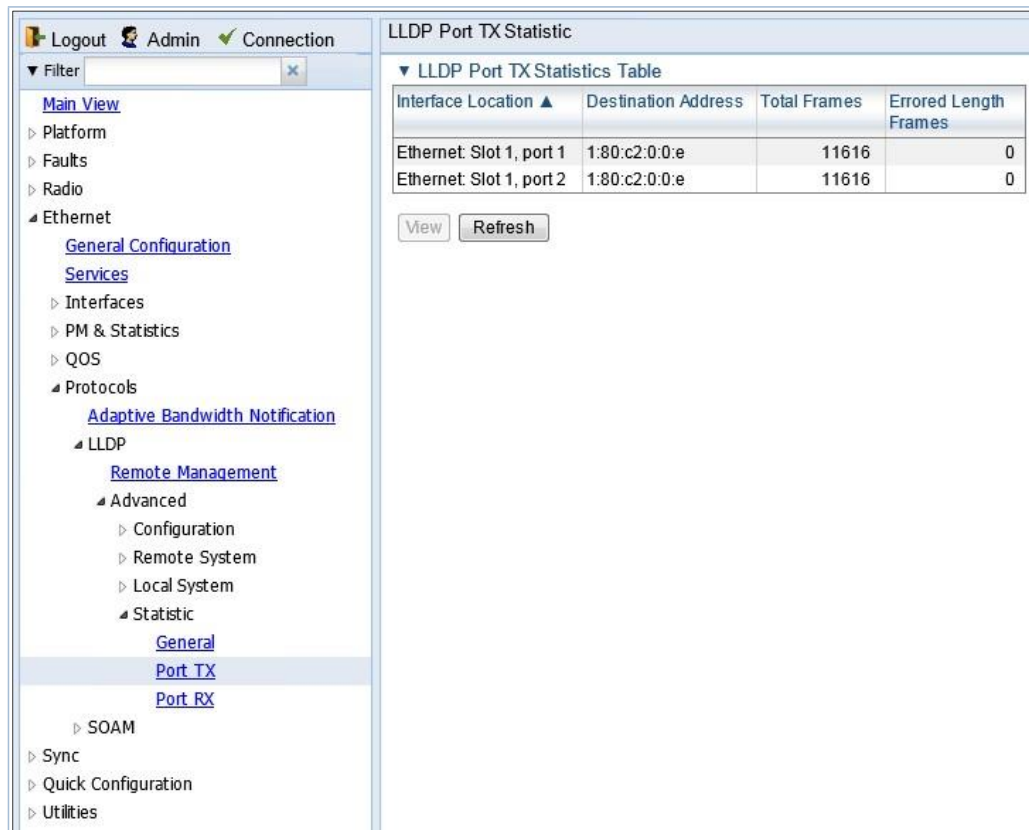 Logout Admin Connection
Filter
Main View
Platform
Faults
Radio
Ethernet
General Configuration
Services
Interfaces
PM & Statistics
QOS
Protocols
Adaptive Bandwidth Notification
LLDP
Remote Management
Advanced
Configuration
Remote System
Local System
Statistic
General
Port TX
Port RX
SOAM
Sync
Quick Configuration
Utilities
LLDP Port TX Statistic
▼ LLDP Port TX Statistics Table
Interface Location ▲ Destination Address Total Frames Errored Length
Frames
Ethernet: Slot 1, port 1 1:80:c2:0:0:e 11616 0
Ethernet: Slot 1, port 2 1:80:c2:0:0:e 11616 0
View Refresh